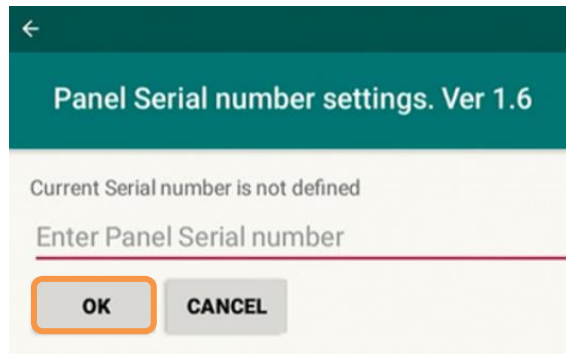 Panel Serial number settings. Ver 1.6
Current Serial number is not defined
Enter Panel Serial number
OK CANCEL